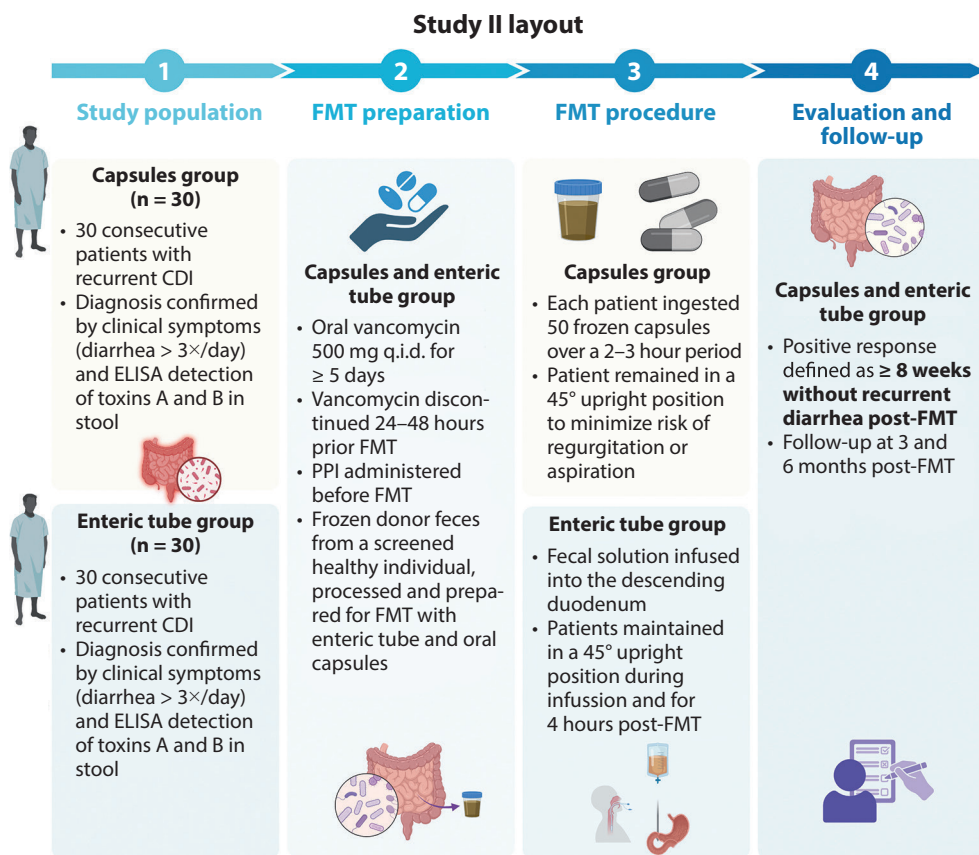 Study II layout
1
Study population
Capsules group
(n = 30)
• 30 consecutive
patients with
recurrent CDI
• Diagnosis confirmed
by clinical symptoms
(diarrhea > 3×/day)
and ELISA detection
of toxins A and B in
stool
Enteric tube group
(n = 30)
• 30 consecutive
patients with
recurrent CDI
• Diagnosis confirmed
by clinical symptoms
(diarrhea > 3×/day)
and ELISA detection
of toxins A and B in
stool
2
FMT preparation
Capsules and enteric
tube group
• Oral vancomycin
500 mg q.i.d. for
≥ 5 days
• Vancomycin discon-
tinued 24–48 hours
prior FMT
• PPI administered
before FMT
• Frozen donor feces
from a screened
healthy individual,
processed and prepa-
red for FMT with
enteric tube and oral
capsules
3
FMT procedure
Capsules group
• Each patient ingested
50 frozen capsules
over a 2–3 hour period
• Patient remained in a
45° upright position
to minimize risk of
regurgitation or
aspiration
Enteric tube group
• Fecal solution infused
into the descending
duodenum
• Patients maintained
in a 45° upright
position during
infussion and for
4 hours post-FMT
4
Evaluation and
follow-up
Capsules and enteric
tube group
• Positive response
defined as ≥ 8 weeks
without recurrent
diarrhea post-FMT
• Follow-up at 3 and
6 months post-FMT